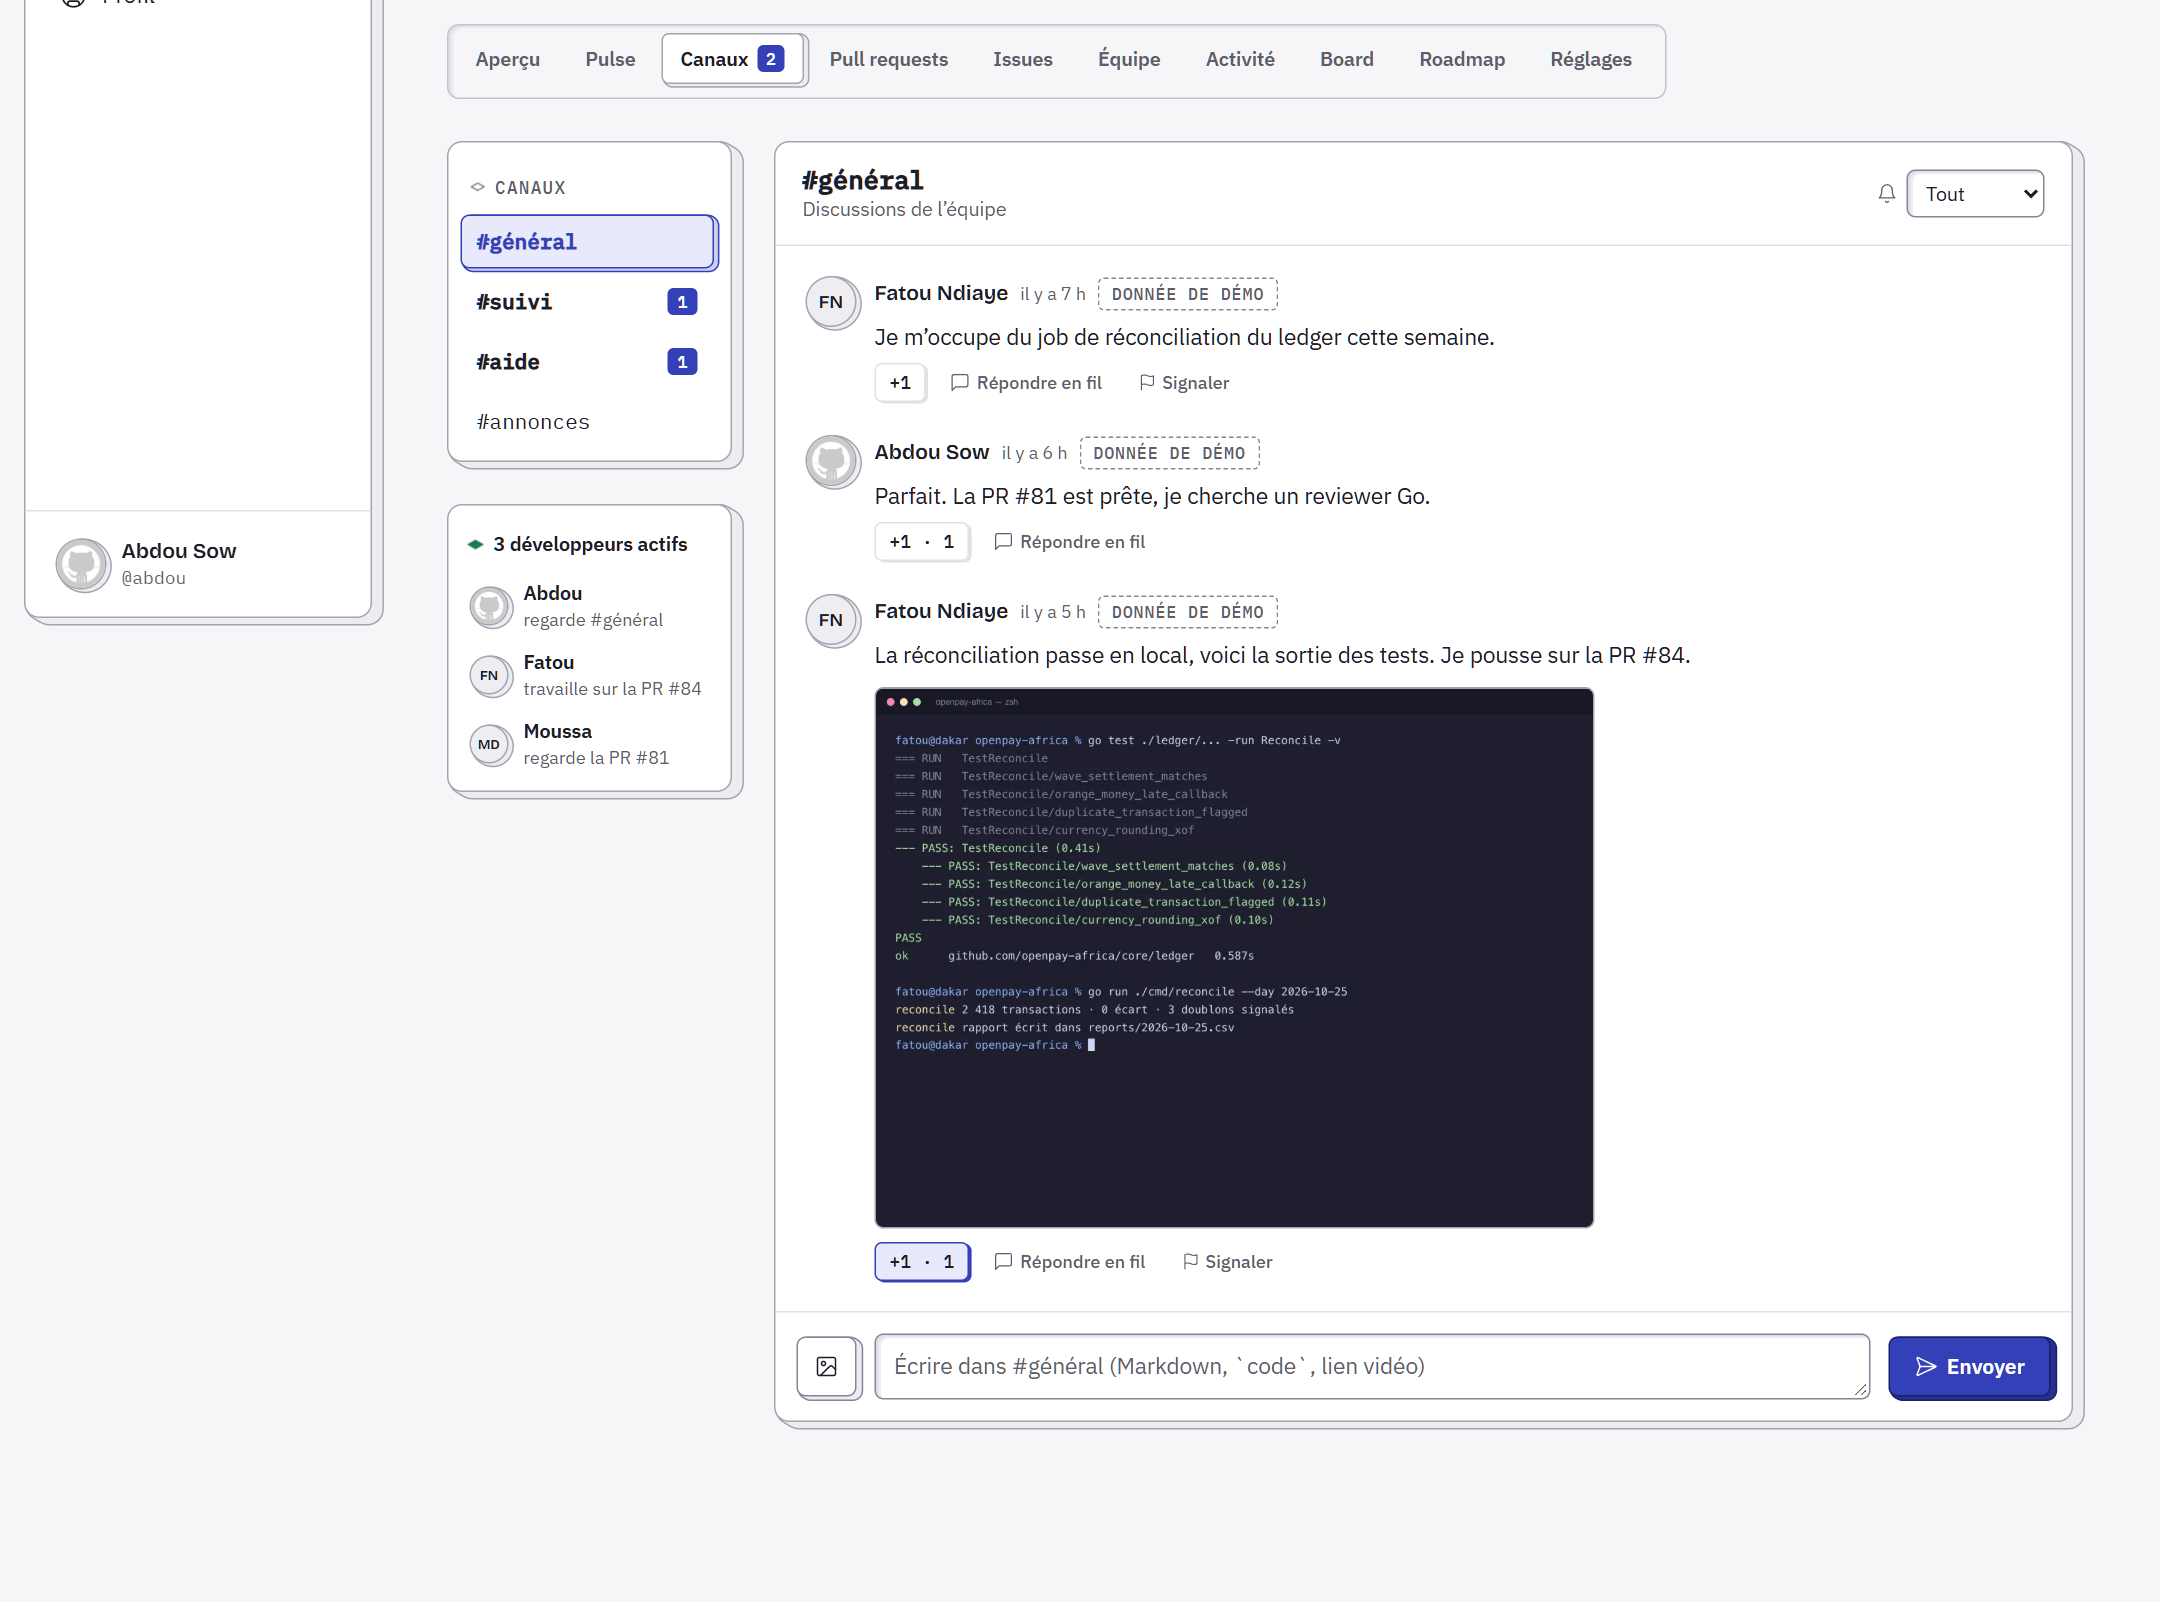 Aperçu
Pulse
Canaux 2
Pull requests
Issues
Équipe
Activité
Board
Roadmap
Réglages
Abdou Sow
@abdou
CANAUX
#général
#suivi 1
#aide 1
#annonces
3 développeurs actifs
Abdou
regarde #général
FN
Fatou
travaille sur la PR #84
MD
Moussa
regarde la PR #81
#général
Discussions de l’équipe
Tout
FN
Fatou Ndiaye il y a 7 h DONNÉE DE DÉMO
Je m’occupe du job de réconciliation du ledger cette semaine.
+1 Répondre en fil Signaler
Abdou Sow il y a 6 h DONNÉE DE DÉMO
Parfait. La PR #81 est prête, je cherche un reviewer Go.
+1 · 1 Répondre en fil
FN
Fatou Ndiaye il y a 5 h DONNÉE DE DÉMO
La réconciliation passe en local, voici la sortie des tests. Je pousse sur la PR #84.
openpay-africa — zsh
fatou@dakar openpay-africa % go test ./ledger/... -run Reconcile -v
=== RUN   TestReconcile
=== RUN   TestReconcile/wave_settlement_matches
=== RUN   TestReconcile/orange_money_late_callback
=== RUN   TestReconcile/duplicate_transaction_flagged
=== RUN   TestReconcile/currency_rounding_xof
--- PASS: TestReconcile (0.41s)
    --- PASS: TestReconcile/wave_settlement_matches (0.08s)
    --- PASS: TestReconcile/orange_money_late_callback (0.12s)
    --- PASS: TestReconcile/duplicate_transaction_flagged (0.11s)
    --- PASS: TestReconcile/currency_rounding_xof (0.10s)
PASS
ok      github.com/openpay-africa/core/ledger   0.587s
fatou@dakar openpay-africa % go run ./cmd/reconcile --day 2026-10-25
reconcile 2 418 transactions · 0 écart · 3 doublons signalés
reconcile rapport écrit dans reports/2026-10-25.csv
fatou@dakar openpay-africa %
+1 · 1 Répondre en fil Signaler
Écrire dans #général (Markdown, `code`, lien vidéo)
Envoyer